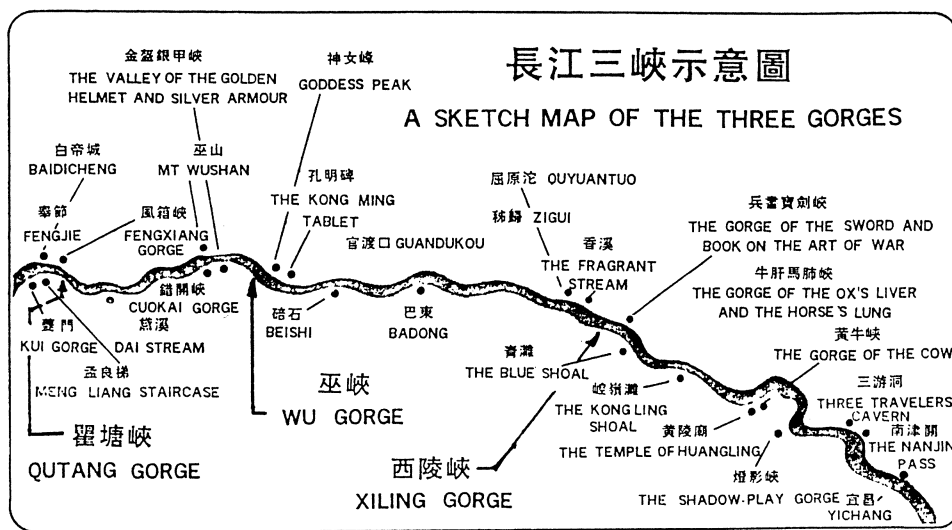 長江三峽示意圖
A SKETCH MAP OF THE THREE GORGES
金盔銀甲峽
THE VALLEY OF THE GOLDEN
HELMET AND SILVER ARMOUR
神女峰
GODDESS PEAK
白帝城
BAIDICHENG
巫山
MT WUSHAN
孔明碑
THE KONG MING
TABLET
奉節
FENGJIE
風箱峽
FENGXIANG
GORGE
官渡口 GUANDUKOU
屈原沱 QUYUANTUO
秭歸 ZIGUI
香溪
THE FRAGRANT
STREAM
兵書寶劍峽
THE GORGE OF THE SWORD AND
BOOK ON THE ART OF WAR
牛肝馬肺峽
THE GORGE OF THE OX'S LIVER
AND THE HORSE'S LUNG
黃牛峽
THE GORGE OF THE COW
三游洞
THREE TRAVELERS
CAVERN
南津關
THE NANJIN
PASS
錯開峽
CUOKAI GORGE
夔門
KUI GORGE
黛溪
DAI STREAM
孟良梯
MENG LIANG STAIRCASE
碚石
BEISHI
巴東
BADONG
青灘
THE BLUE SHOAL
崆嶺灘
THE KONG LING
SHOAL
黃陵廟
THE TEMPLE OF HUANGLING
燈影峽
THE SHADOW-PLAY GORGE
宜昌
YICHANG
瞿塘峽
QUTANG GORGE
巫峽
WU GORGE
西陵峽
XILING GORGE